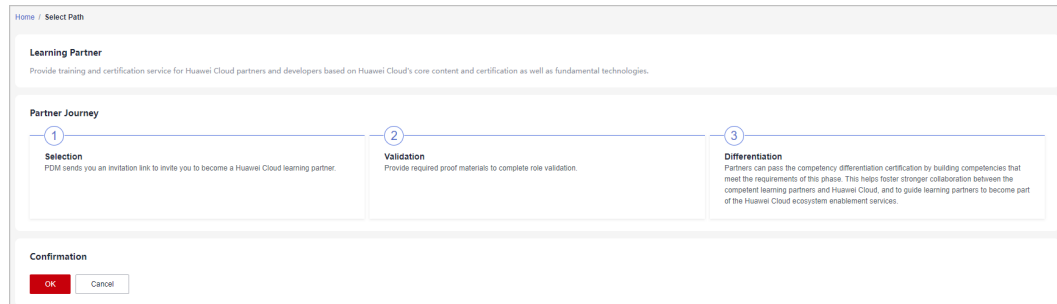 Home / Select Path
Learning Partner
Provide training and certification service for Huawei Cloud partners and developers based on Huawei Cloud's core content and certification as well as fundamental technologies.
Partner Journey
1
Selection
PDM sends you an invitation link to invite you to become a Huawei Cloud learning partner.
2
Validation
Provide required proof materials to complete role validation.
3
Differentiation
Partners can pass the competency differentiation certification by building competencies that
meet the requirements of this phase. This helps foster stronger collaboration between the
competent learning partners and Huawei Cloud, and to guide learning partners to become part
of the Huawei Cloud ecosystem enablement services.
Confirmation
OK Cancel